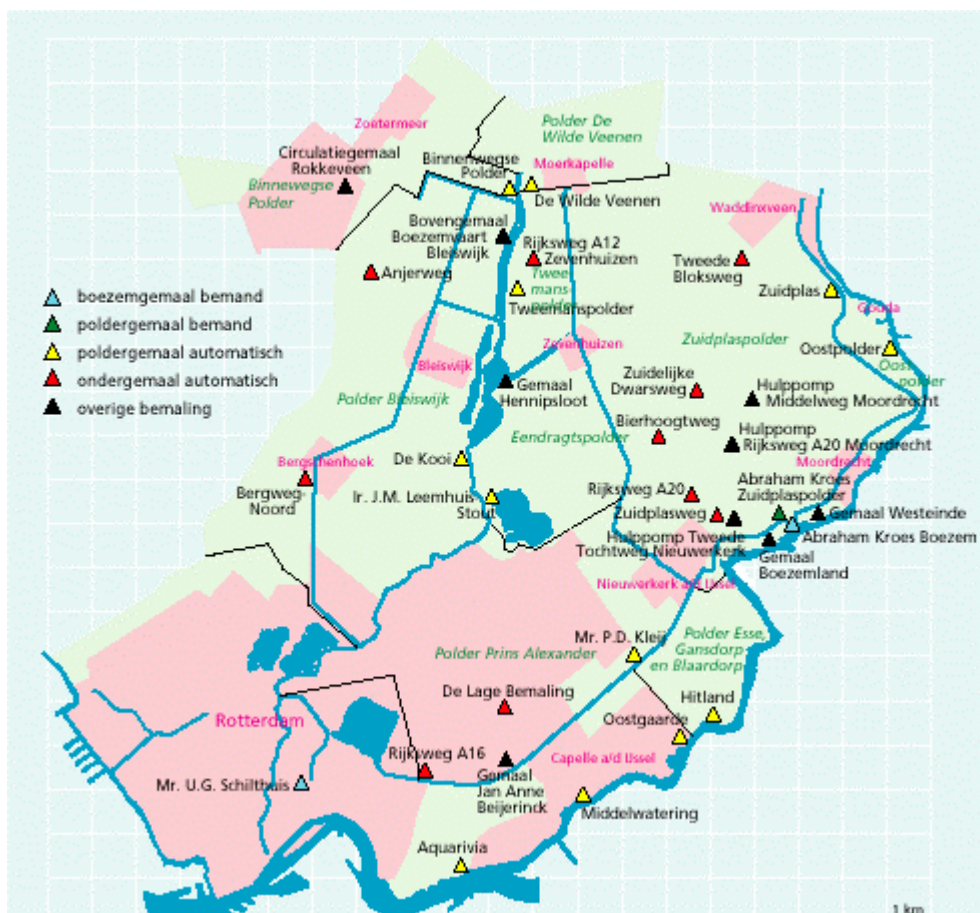 Polder De
Wilde Veenen
Zoetermeer
Circulatiegemaal
Rokkeveen
Binnenwegse
Polder
Moerkapelle
Binnewegse
Polder
De Wilde Veenen
Waddinxveen
Bovengemaal
Boezemvaart
Bleiswijk
Rijksweg A12
Zevenhuizen
Anjerweg
Twee
mans-
polder
Tweede
Bloksweg
Zuidplas
Tweemanspolder
Gouda
boezemgemaal bemand
poldergemaal bemand
poldergemaal automatisch
ondergemaal automatisch
overige bemaling
Zuidplaspolder
Zevenhuizen
Oostpolder
Oost-
polder
Bleiswijk
Polder Bleiswijk
Gemaal
Hennipsloot
Zuidelijke
Dwarsweg
Hulppomp
Middelweg Moordrecht
Bierhoogtweg
Eendragtspolder
Hulppomp
Rijksweg A20 Moordrecht
De Kooi
Bergschenhoek
Moordrecht
Bergweg-
Noord
Ir. J.M. Leemhuis
Stout
Rijksweg A20
Abraham Kroes
Zuidplaspolder
Zuidplasweg
Gemaal Westeinde
Hulppomp Tweede
Tochtweg Nieuwerkerk
Abraham Kroes Boezem
Gemaal
Boezemland
Nieuwerkerk a/d IJssel
Mr. P.D. Kleij
Polder Esse,
Gansdorp
en Blaardorp
Polder Prins Alexander
De Lage Bemaling
Hitland
Oostgaarde
Rotterdam
Rijksweg A16
Capelle a/d IJssel
Mr. U.G. Schilthuis
Gemaal
Jan Anne
Beijerinck
Middelwatering
Aquarivia
1 km